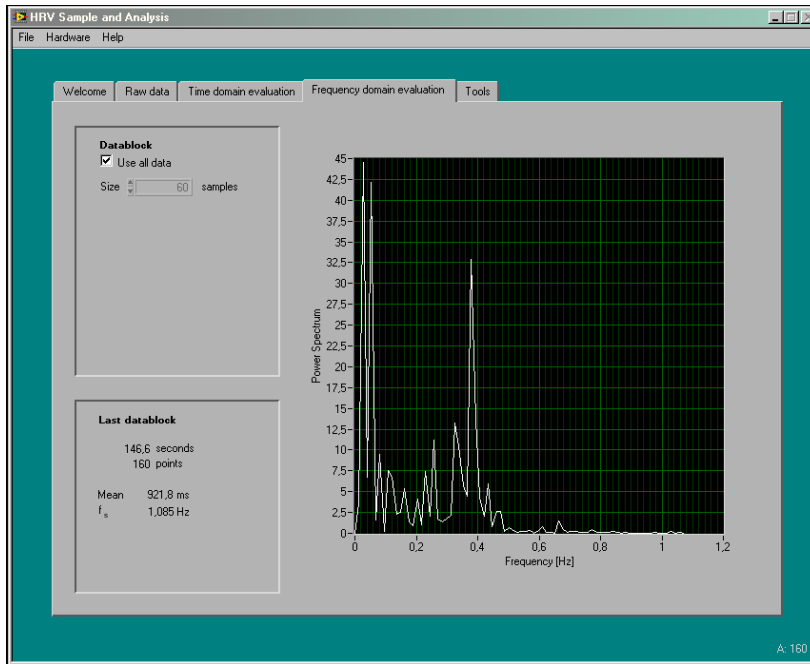 HRV Sample and Analysis
File Hardware Help
Welcome Raw data Time domain evaluation Frequency domain evaluation Tools
Datablock
Use all data
Size 60 samples
Last datablock
146,6 seconds
160 points
Mean 921,8 ms
f s 1,085 Hz
Power Spectrum
45
42,5
40
37,5
35
32,5
30
27,5
25
22,5
20
17,5
15
12,5
10
7,5
5
2,5
0
0 0,2 0,4 0,6 0,8 1 1,2
Frequency [Hz]
A: 160